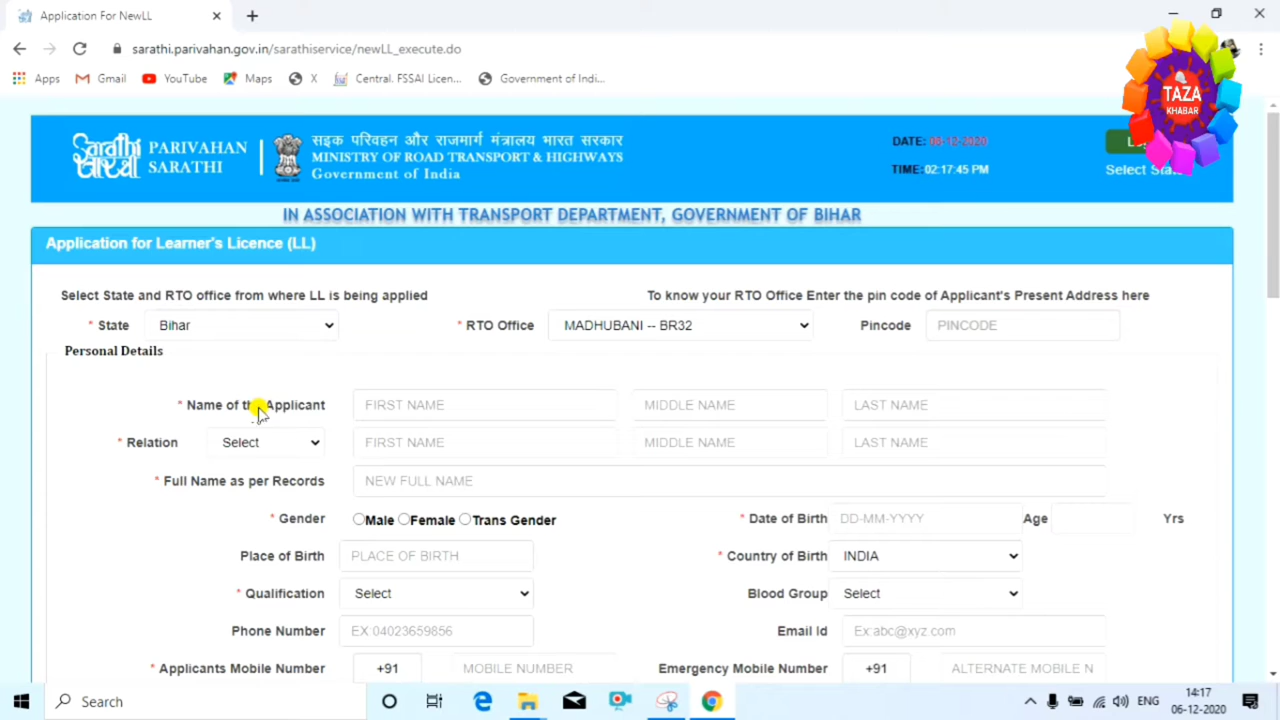 Application For NewLL
sarathi.parivahan.gov.in/sarathiservice/newLL_execute.do
Apps Gmail YouTube Maps X Central. FSSAI Licen... Government of Indi...
TAZA
KHABAR
Sarathi
सारथी
PARIVAHAN
SARATHI
सड़क परिवहन और राजमार्ग मंत्रालय भारत सरकार
MINISTRY OF ROAD TRANSPORT & HIGHWAYS
Government of India
DATE: 06-12-2020
TIME:02:17:45 PM
Select
IN ASSOCIATION WITH TRANSPORT DEPARTMENT, GOVERNMENT OF BIHAR
Application for Learner's Licence (LL)
Select State and RTO office from where LL is being applied To know your RTO Office Enter the pin code of Applicant's Present Address here
* State Bihar * RTO Office MADHUBANI -- BR32 Pincode PINCODE
Personal Details
* Name of the Applicant FIRST NAME MIDDLE NAME LAST NAME
* Relation Select FIRST NAME MIDDLE NAME LAST NAME
* Full Name as per Records NEW FULL NAME
* Gender Male Female Trans Gender * Date of Birth DD-MM-YYYY Age Yrs
Place of Birth PLACE OF BIRTH * Country of Birth INDIA
* Qualification Select Blood Group Select
Phone Number EX:04023659856 Email Id Ex:abc@xyz.com
* Applicants Mobile Number +91 MOBILE NUMBER Emergency Mobile Number +91 ALTERNATE MOBILE N
Search ENG 14:17
06-12-2020